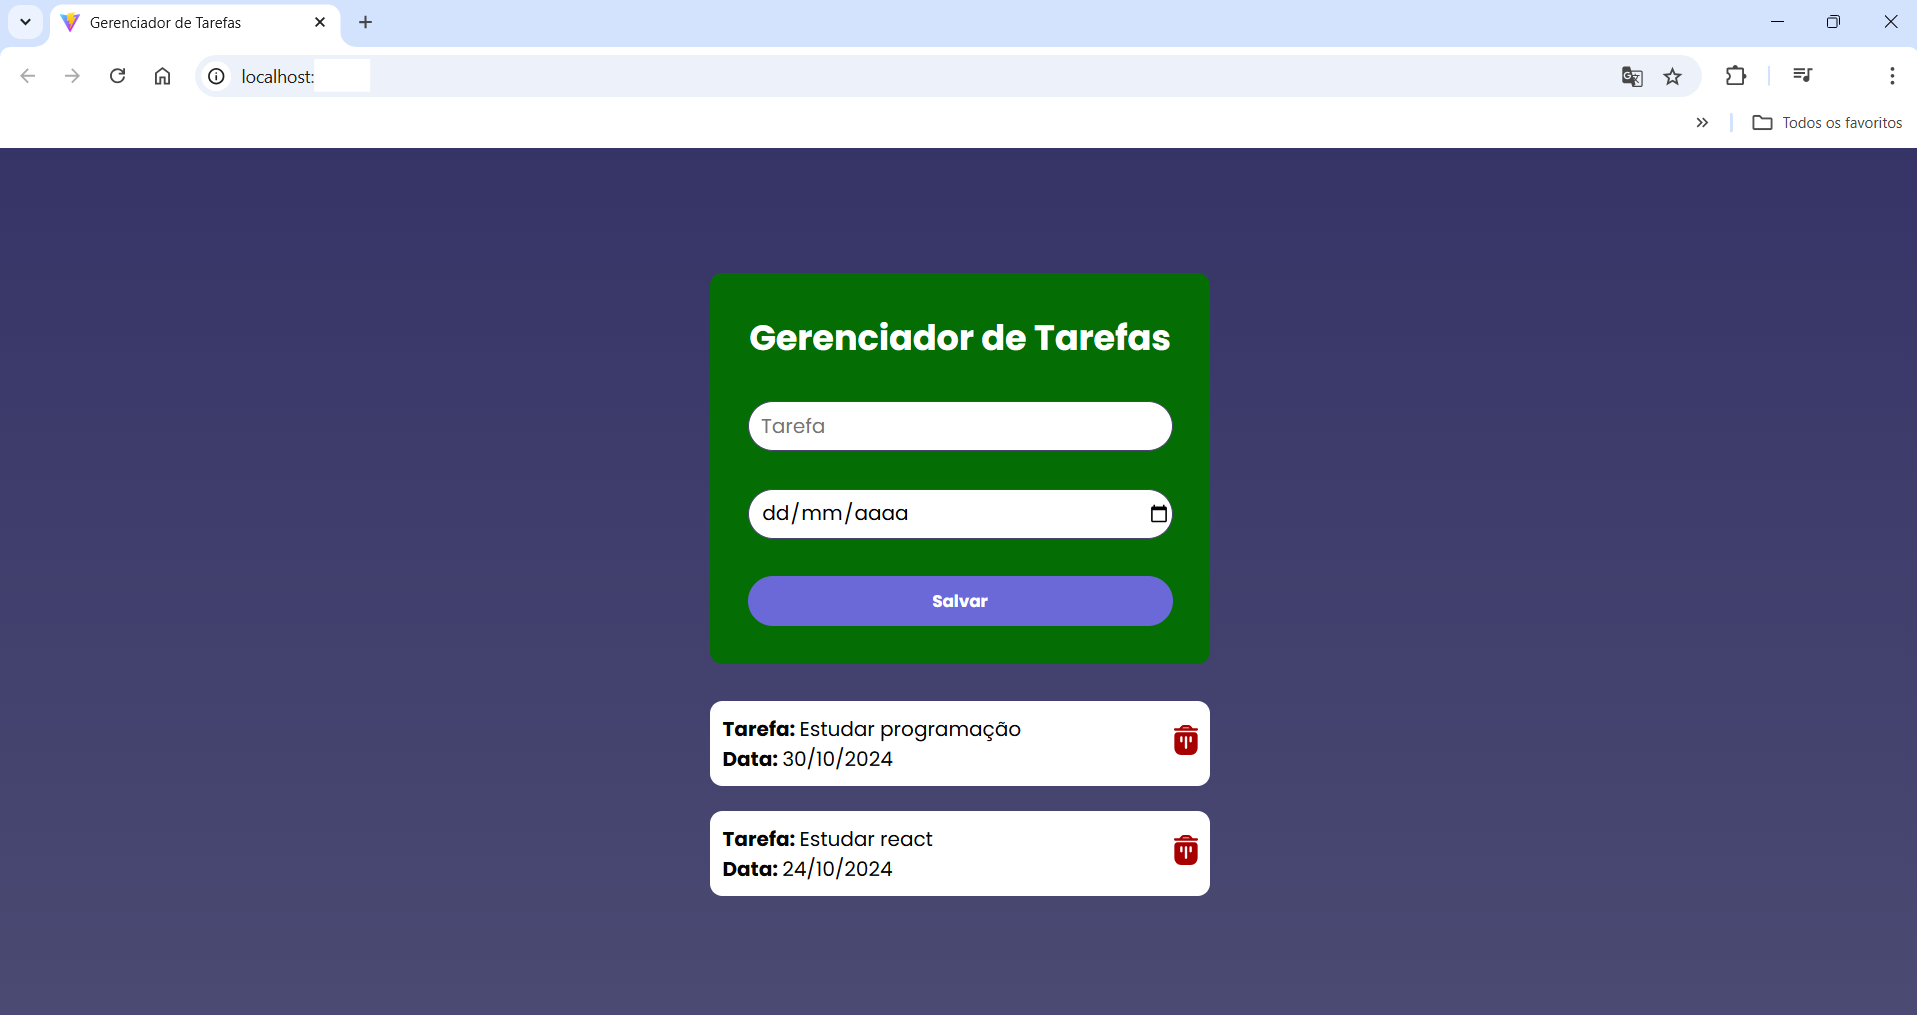 Gerenciador de Tarefas
localhost:
Todos os favoritos
Gerenciador de Tarefas
Tarefa
dd/mm/aaaa
Salvar
Tarefa: Estudar programação
Data: 30/10/2024
Tarefa: Estudar react
Data: 24/10/2024